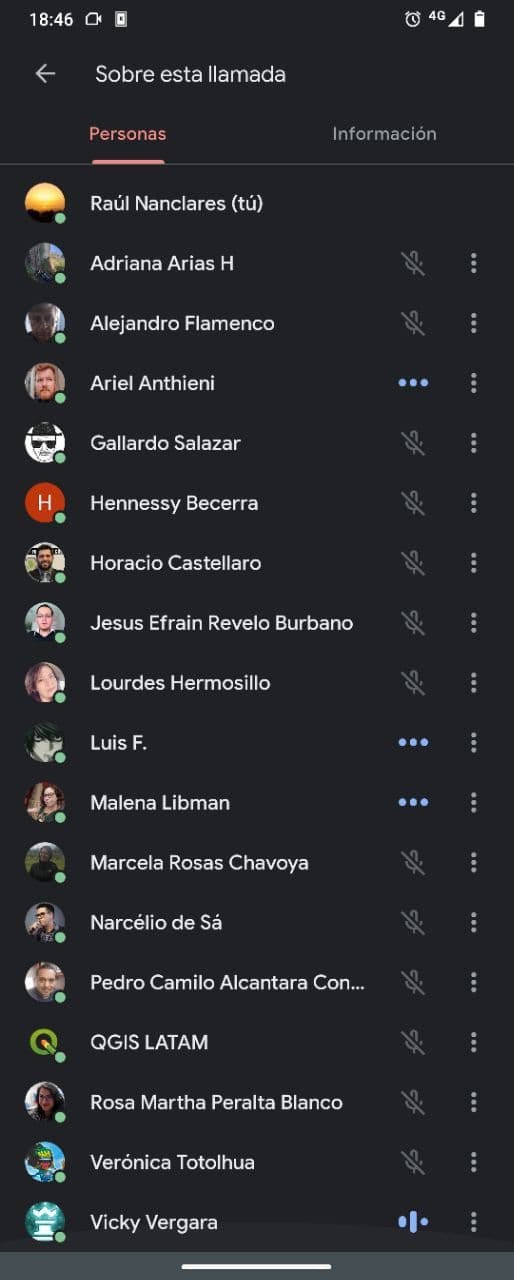 18:46
4G
Sobre esta llamada
Personas
Información
Raúl Nanclares (tú)
Adriana Arias H
Alejandro Flamenco
Ariel Anthieni
Gallardo Salazar
H
Hennessy Becerra
Horacio Castellaro
Jesus Efrain Revelo Burbano
Lourdes Hermosillo
Luis F.
Malena Libman
Marcela Rosas Chavoya
Narcélio de Sá
Pedro Camilo Alcantara Con...
QGIS LATAM
Rosa Martha Peralta Blanco
Verónica Totolhua
Vicky Vergara